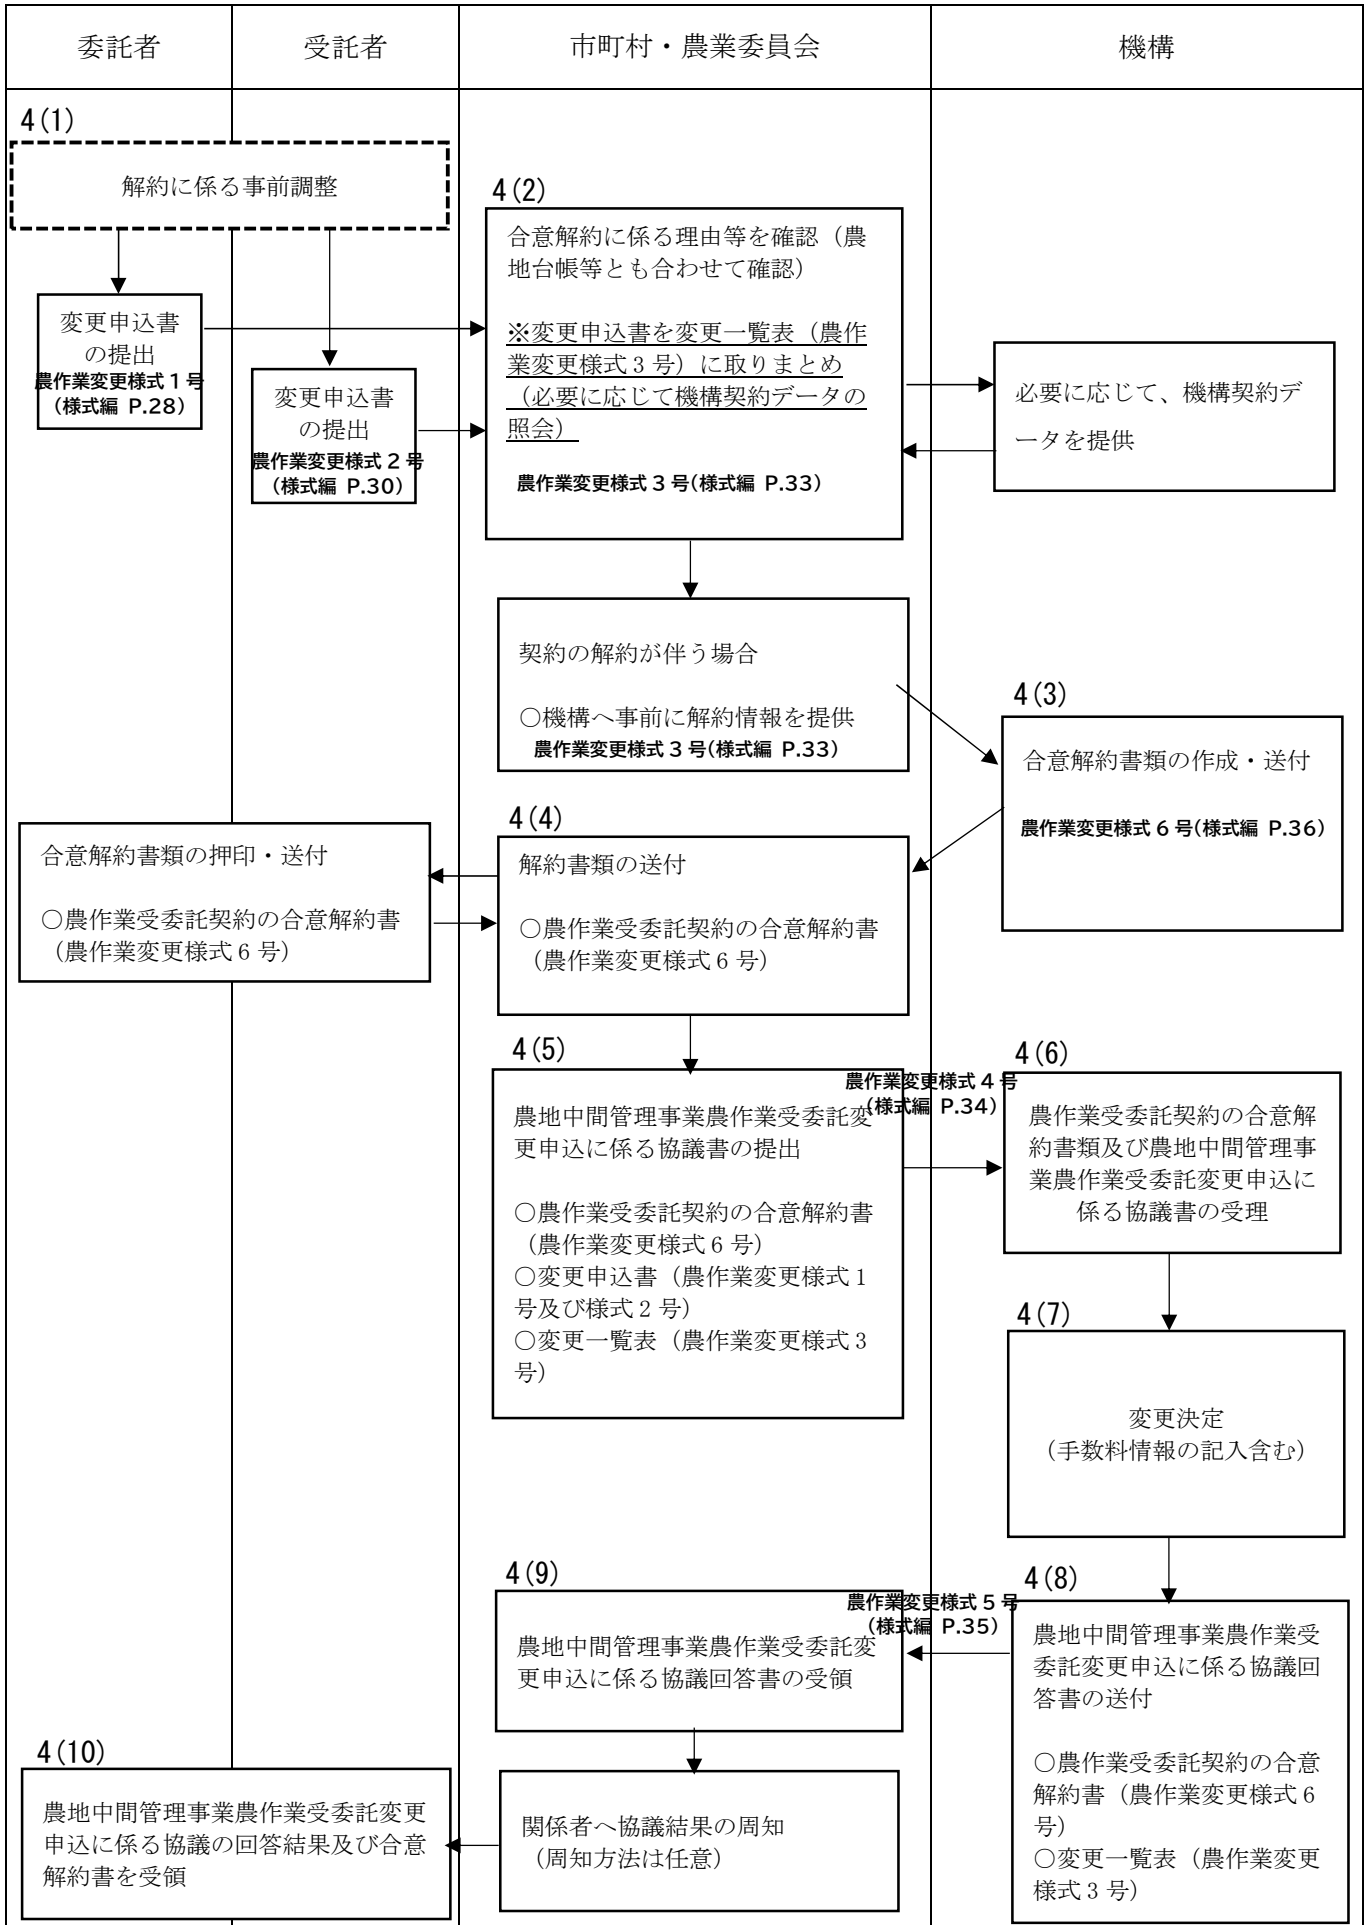 委託者
受託者
市町村・農業委員会
機構
4(1)
解約に係る事前調整
変更申込書
の提出
農作業変更様式1号
（様式編 P.28）
変更申込書
の提出
農作業変更様式2号
（様式編 P.30）
4(2)
合意解約に係る理由等を確認（農
地台帳等とも合わせて確認）
※変更申込書を変更一覧表（農作
業変更様式3号）に取りまとめ
（必要に応じて機構契約データの
照会）
農作業変更様式3号(様式編 P.33)
必要に応じて、機構契約デ
ータを提供
契約の解約が伴う場合
○機構へ事前に解約情報を提供
農作業変更様式3号(様式編 P.33)
4(3)
合意解約書類の作成・送付
農作業変更様式6号(様式編 P.36)
4(4)
解約書類の送付
○農作業受委託契約の合意解約書
（農作業変更様式6号）
合意解約書類の押印・送付
○農作業受委託契約の合意解約書
（農作業変更様式6号）
4(5)
農地中間管理事業農作業受委託変
更申込に係る協議書の提出
○農作業受委託契約の合意解約書
（農作業変更様式6号）
○変更申込書（農作業変更様式1
号及び様式2号）
○変更一覧表（農作業変更様式3
号）
農作業変更様式4号
（様式編 P.34）
4(6)
農作業受委託契約の合意解
約書類及び農地中間管理事
業農作業受委託変更申込に
係る協議書の受理
4(7)
変更決定
（手数料情報の記入含む）
4(8)
農地中間管理事業農作業受
委託変更申込に係る協議回
答書の送付
○農作業受委託契約の合意
解約書（農作業変更様式6
号）
○変更一覧表（農作業変更
様式3号）
農作業変更様式5号
（様式編 P.35）
4(9)
農地中間管理事業農作業受委託変
更申込に係る協議回答書の受領
関係者へ協議結果の周知
（周知方法は任意）
4(10)
農地中間管理事業農作業受委託変更
申込に係る協議の回答結果及び合意
解約書を受領